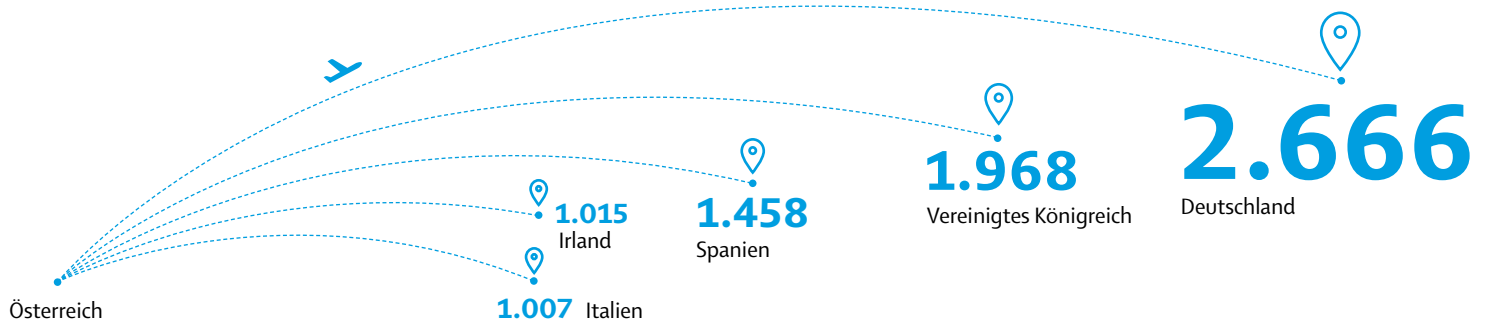 2.666
Deutschland
1.968
Vereinigtes Königreich
1.458
Spanien
1.015
Irland
1.007 Italien
Österreich